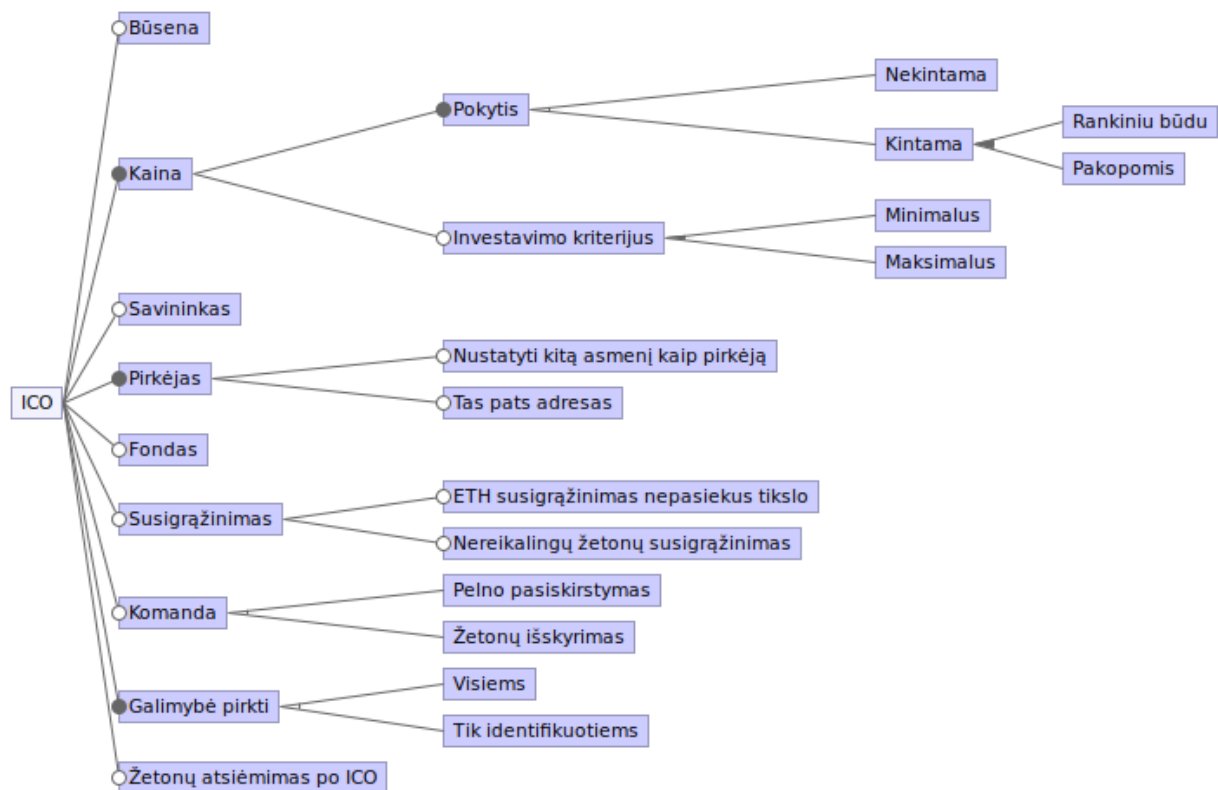 Būsena
Nekintama
Pokytis
Rankiniu būdu
Kintama
Pakopomis
Kaina
Minimalus
Investavimo kriterijus
Maksimalus
Savininkas
Nustatyti kitą asmenį kaip pirkėją
Pirkėjas
Tas pats adresas
ICO
Fondas
ETH susigrąžinimas nepasiekus tikslo
Susigrąžinimas
Nereikalingų žetonų susigrąžinimas
Pelno pasiskirstymas
Komanda
Žetonų išskyrimas
Visiems
Galimybė pirkti
Tik identifikuotiems
Žetonų atsiėmimas po ICO